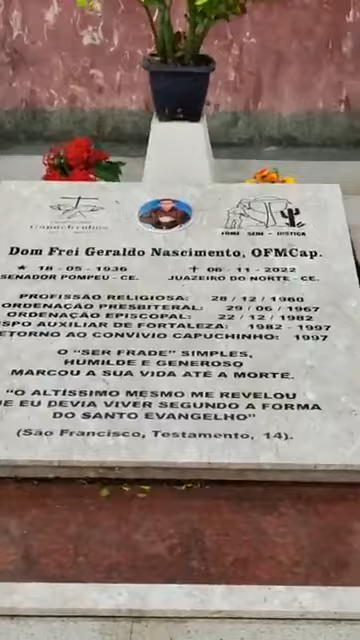 Capuchinhos
FOME SEDE - JUSTIÇA
Dom Frei Geraldo Nascimento, OFMCap.
★ 18 - 05 - 1936 ✝ 06 - 11 - 2022
SENADOR POMPEU - CE. JUAZEIRO DO NORTE - CE.
PROFISSÃO RELIGIOSA: 28 / 12 / 1960
ORDENAÇÃO PRESBITERAL: 29 / 06 / 1967
ORDENAÇÃO EPISCOPAL: 22 / 12 / 1982
SPO AUXILIAR DE FORTALEZA: 1982 - 1997
ETORNO AO CONVÍVIO CAPUCHINHO: 1997
O "SER FRADE" SIMPLES,
HUMILDE E GENEROSO
MARCOU A SUA VIDA ATÉ A MORTE.
"O ALTÍSSIMO MESMO ME REVELOU
E EU DEVIA VIVER SEGUNDO A FORMA
DO SANTO EVANGELHO"
(São Francisco, Testamento, 14).